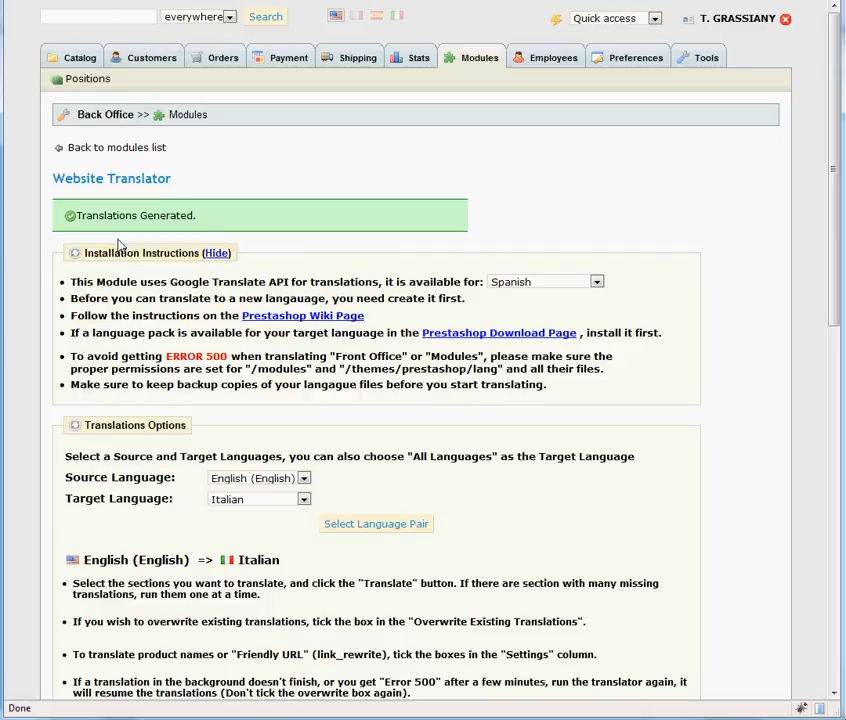 everywhere Search Quick access T. GRASSIANY
Catalog Customers Orders Payment Shipping Stats Modules Employees Preferences Tools
Positions
Back Office >> Modules
Back to modules list
Website Translator
Translations Generated.
Installation Instructions (Hide)
• This Module uses Google Translate API for translations, it is available for: Spanish
• Before you can translate to a new langauage, you need create it first.
• Follow the instructions on the Prestashop Wiki Page
• If a language pack is available for your target language in the Prestashop Download Page , install it first.
• To avoid getting ERROR 500 when translating "Front Office" or "Modules", please make sure the
proper permissions are set for "/modules" and "/themes/prestashop/lang" and all their files.
• Make sure to keep backup copies of your langague files before you start translating.
Translations Options
Select a Source and Target Languages, you can also choose "All Languages" as the Target Language
Source Language: English (English)
Target Language: Italian
Select Language Pair
English (English) => Italian
• Select the sections you want to translate, and click the "Translate" button. If there are section with many missing
translations, run them one at a time.
• If you wish to overwrite existing translations, tick the box in the "Overwrite Existing Translations".
• To translate product names or "Friendly URL" (link_rewrite), tick the boxes in the "Settings" column.
• If a translation in the background doesn't finish, or you get "Error 500" after a few minutes, run the translator again, it
will resume the translations (Don't tick the overwrite box again).
Done